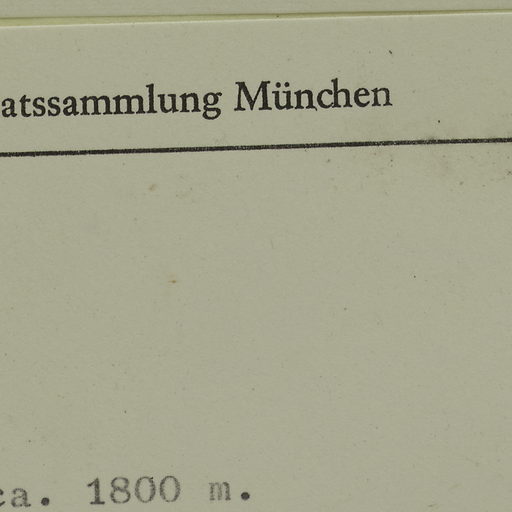 atssammlung München
ca. 1800 m.